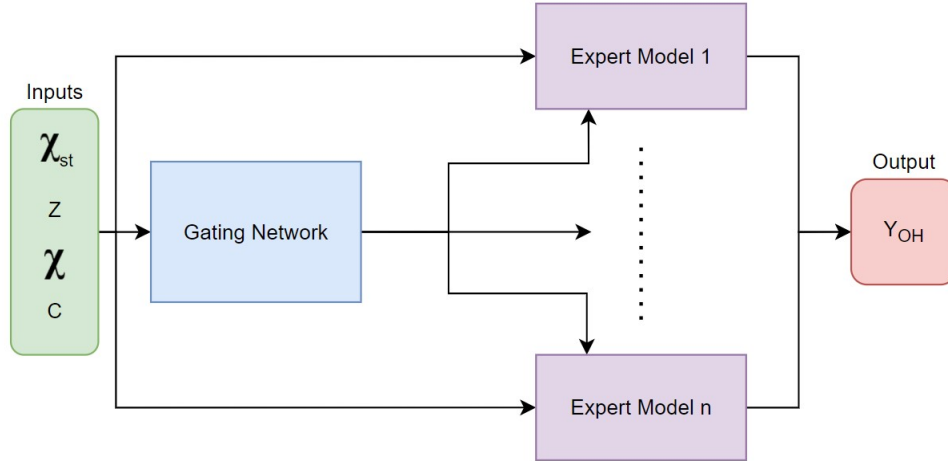 Inputs
χst
Z
χ
C
Gating Network
Expert Model 1
Expert Model n
Output
YOH